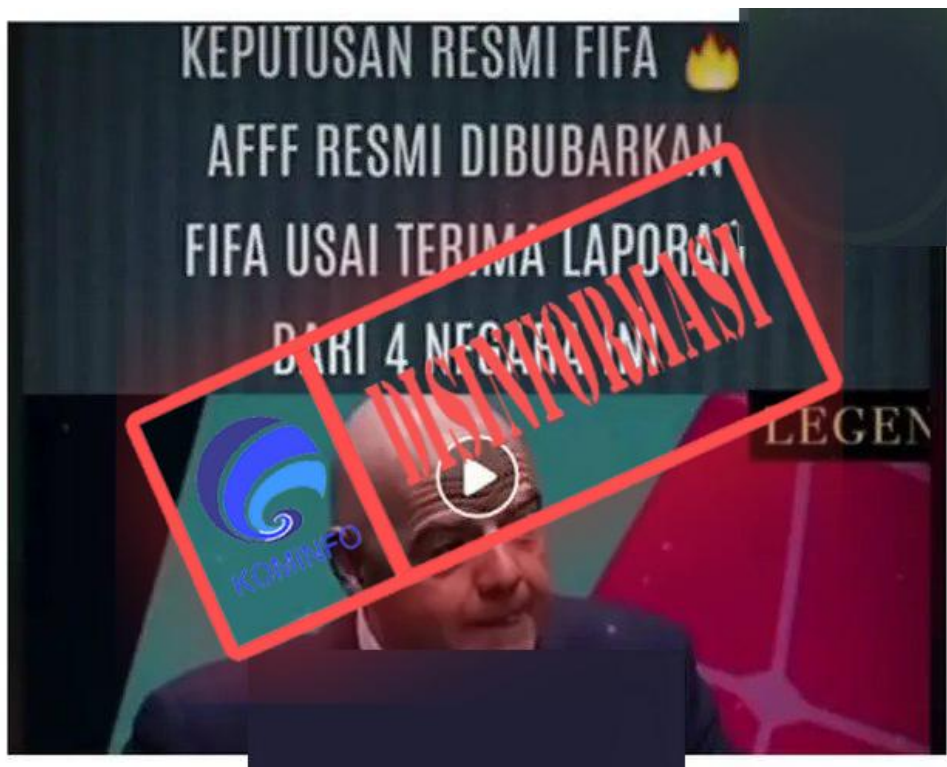 KEPUTUSAN RESMI FIFA 🔥
AFFF RESMI DIBUBARKAN
FIFA USAI TERIMA LAPORAN
DARI 4 NEGARA INI
DISINFORMASI
KOMINFO
LEGEN